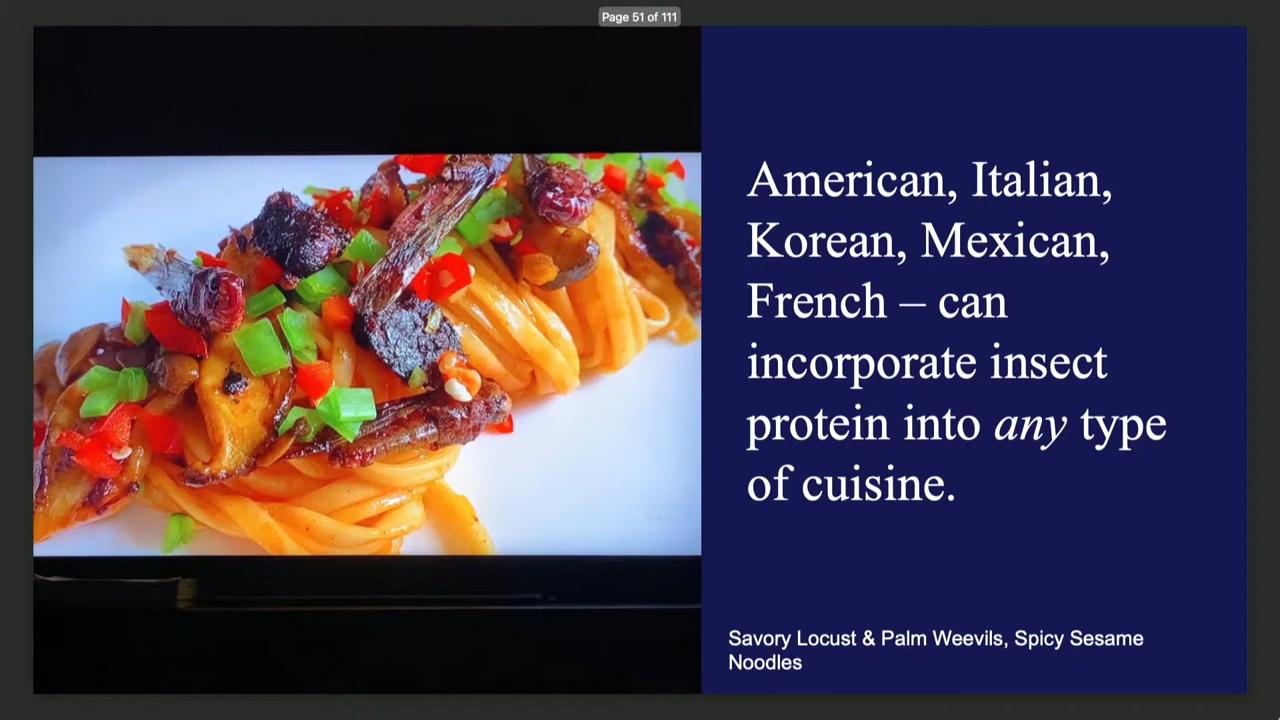 Page 51 of 111
American, Italian,
Korean, Mexican,
French – can
incorporate insect
protein into any type
of cuisine.
Savory Locust & Palm Weevils, Spicy Sesame
Noodles